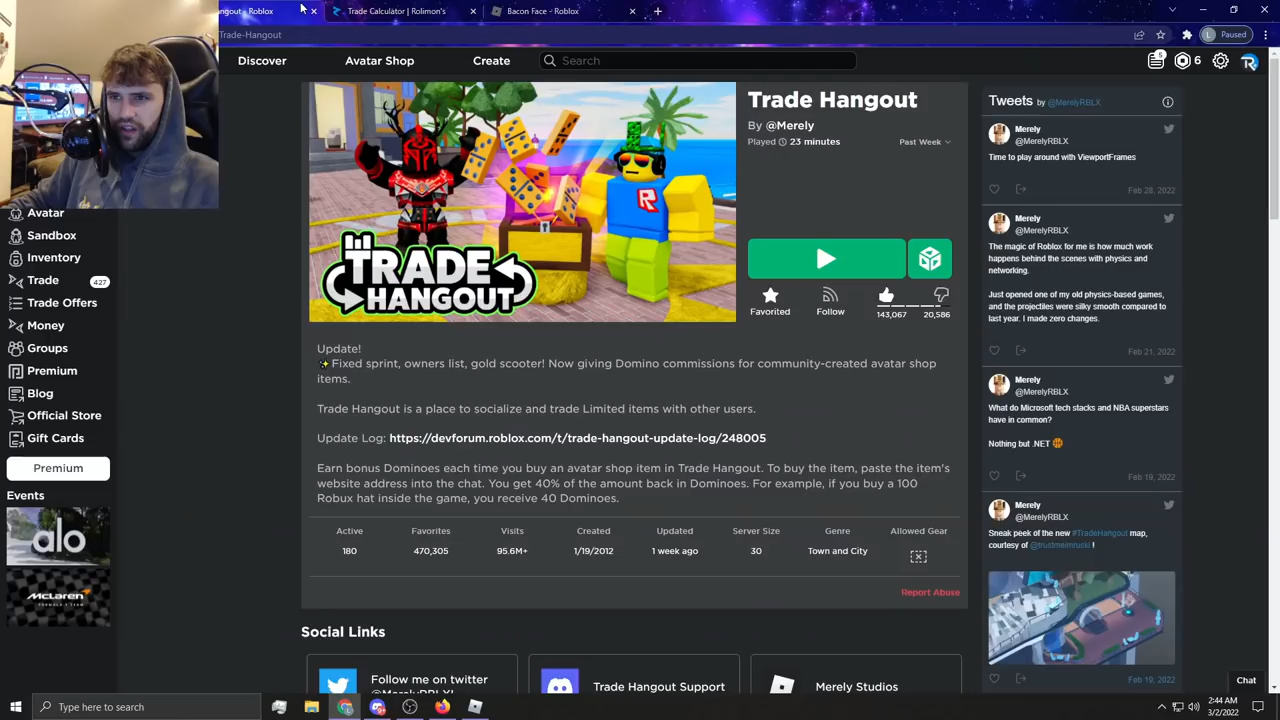 ngout - Roblox
Trade Calculator | Rolimon's
Bacon Face - Roblox
Trade-Hangout
L
Paused
Discover
Avatar Shop
Create
Search
5
6
Avatar
Sandbox
Inventory
Trade
427
Trade Offers
Money
Groups
Premium
Blog
Official Store
Gift Cards
Premium
Events
alo
McLaren
FORMULA 1 TEAM
TRADE
HANGOUT
Trade Hangout
By @Merely
Played 23 minutes
Past Week
Favorited
Follow
143,067
20,586
Update!
✨Fixed sprint, owners list, gold scooter! Now giving Domino commissions for community-created avatar shop
items.
Trade Hangout is a place to socialize and trade Limited items with other users.
Update Log: https://devforum.roblox.com/t/trade-hangout-update-log/248005
Earn bonus Dominoes each time you buy an avatar shop item in Trade Hangout. To buy the item, paste the item's
website address into the chat. You get 40% of the amount back in Dominoes. For example, if you buy a 100
Robux hat inside the game, you receive 40 Dominoes.
Active
Favorites
Visits
Created
Updated
Server Size
Genre
Allowed Gear
180
470,305
95.6M+
1/19/2012
1 week ago
30
Town and City
Report Abuse
Social Links
Follow me on twitter
@MerelyRBLX!
Trade Hangout Support
Merely Studios
Tweets by @MerelyRBLX
Merely
@MerelyRBLX
Time to play around with ViewportFrames
Feb 28, 2022
Merely
@MerelyRBLX
The magic of Roblox for me is how much work
happens behind the scenes with physics and
networking.
Just opened one of my old physics-based games,
and the projectiles were silky smooth compared to
last year. I made zero changes.
Feb 21, 2022
Merely
@MerelyRBLX
What do Microsoft tech stacks and NBA superstars
have in common?
Nothing but .NET 🏀
Feb 19, 2022
Merely
@MerelyRBLX
Sneak peek of the new #TradeHangout map,
courtesy of @trustmeimruski !
Feb 19, 2022
Chat
Type here to search
2:44 AM
3/2/2022